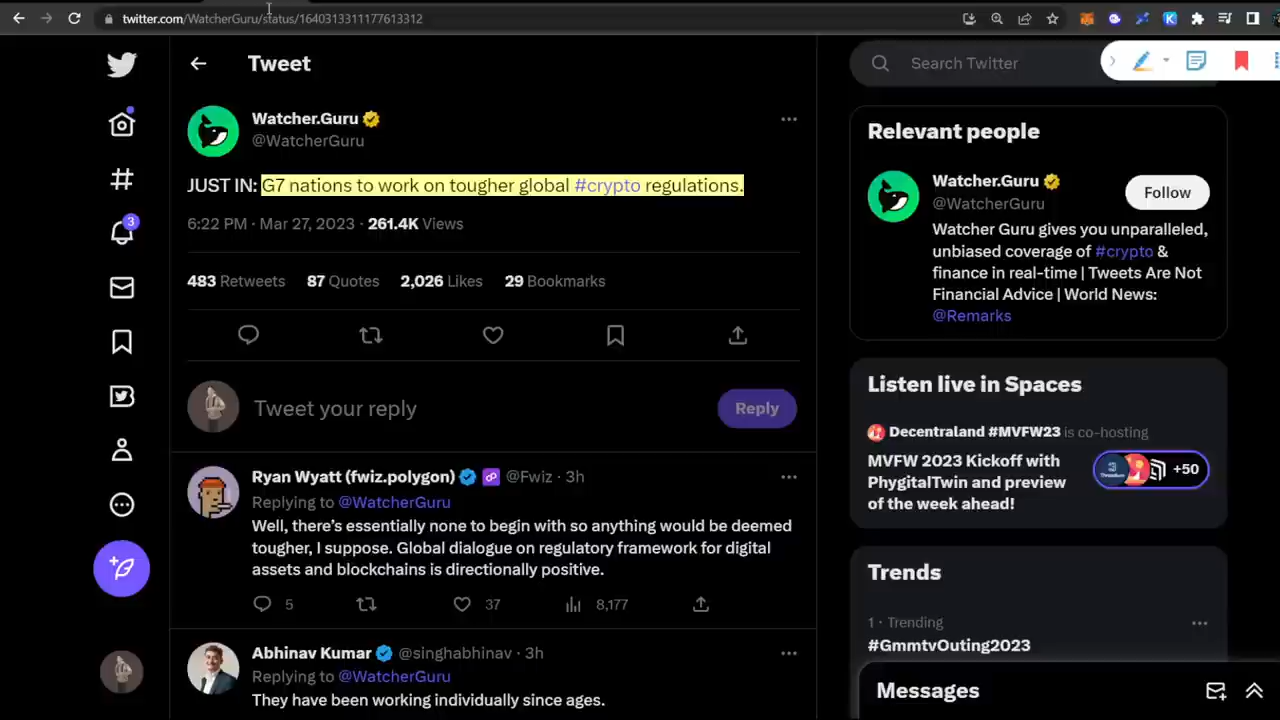 twitter.com/WatcherGuru/status/1640313311177613312
Tweet
Search Twitter
Watcher.Guru
@WatcherGuru
JUST IN: G7 nations to work on tougher global #crypto regulations.
6:22 PM · Mar 27, 2023 · 261.4K Views
483 Retweets 87 Quotes 2,026 Likes 29 Bookmarks
Tweet your reply
Reply
Ryan Wyatt (fwiz.polygon) @Fwiz · 3h
Replying to @WatcherGuru
Well, there's essentially none to begin with so anything would be deemed
tougher, I suppose. Global dialogue on regulatory framework for digital
assets and blockchains is directionally positive.
5 37 8,177
Abhinav Kumar @singhabhinav · 3h
Replying to @WatcherGuru
They have been working individually since ages.
3
Relevant people
Watcher.Guru
@WatcherGuru
Follow
Watcher Guru gives you unparalleled,
unbiased coverage of #crypto &
finance in real-time | Tweets Are Not
Financial Advice | World News:
@Remarks
Listen live in Spaces
Decentraland #MVFW23 is co-hosting
MVFW 2023 Kickoff with
PhygitalTwin and preview
of the week ahead!
+50
Trends
1 · Trending
#GmmtvOuting2023
Messages